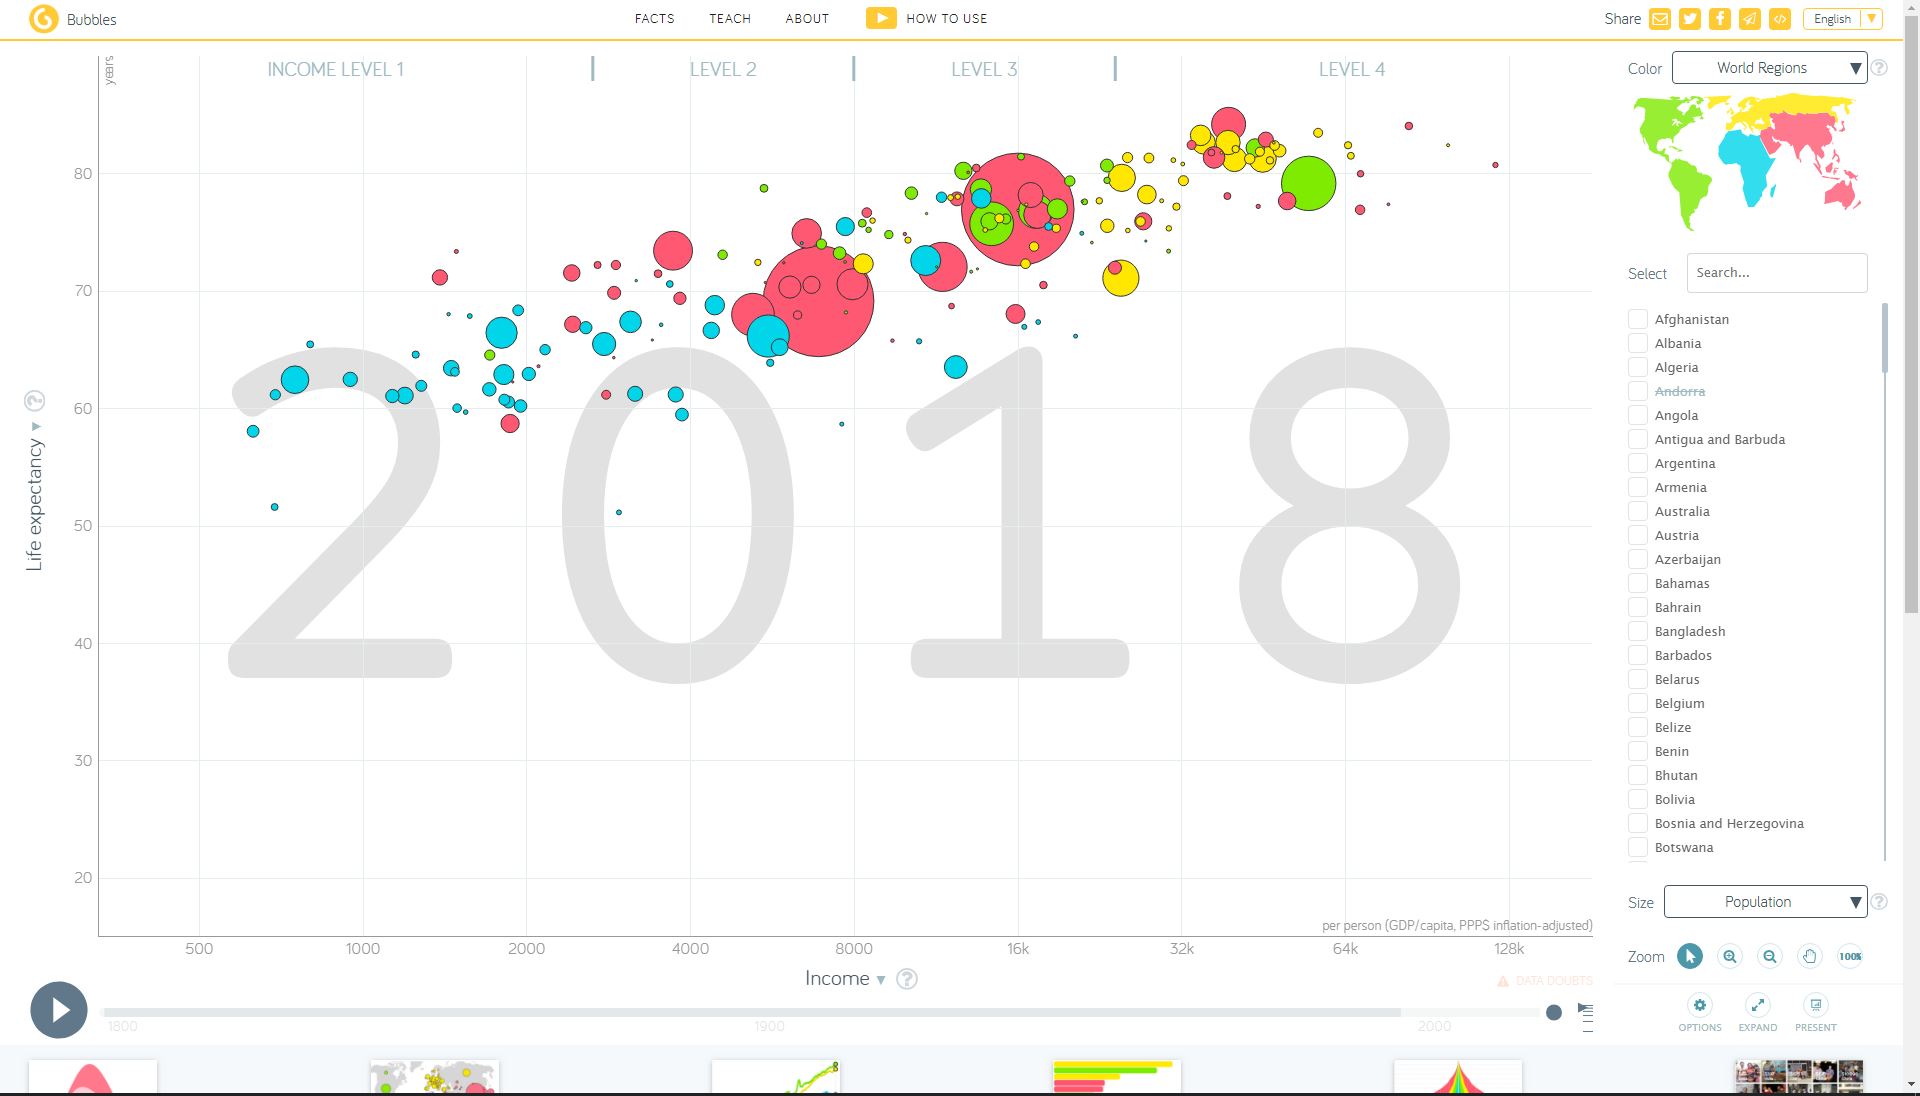 Bubbles
FACTS TEACH ABOUT HOW TO USE
Share English
years
INCOME LEVEL 1 LEVEL 2 LEVEL 3 LEVEL 4
80
70
60
50
40
30
20
Life expectancy
2018
per person (GDP/capita, PPP$ inflation-adjusted)
500 1000 2000 4000 8000 16k 32k 64k 128k
Income ?
DATA DOUBTS
1800 1900 2000
Color World Regions ?
Select Search...
Afghanistan
Albania
Algeria
Andorra
Angola
Antigua and Barbuda
Argentina
Armenia
Australia
Austria
Azerbaijan
Bahamas
Bahrain
Bangladesh
Barbados
Belarus
Belgium
Belize
Benin
Bhutan
Bolivia
Bosnia and Herzegovina
Botswana
Size Population ?
Zoom 100%
OPTIONS EXPAND PRESENT